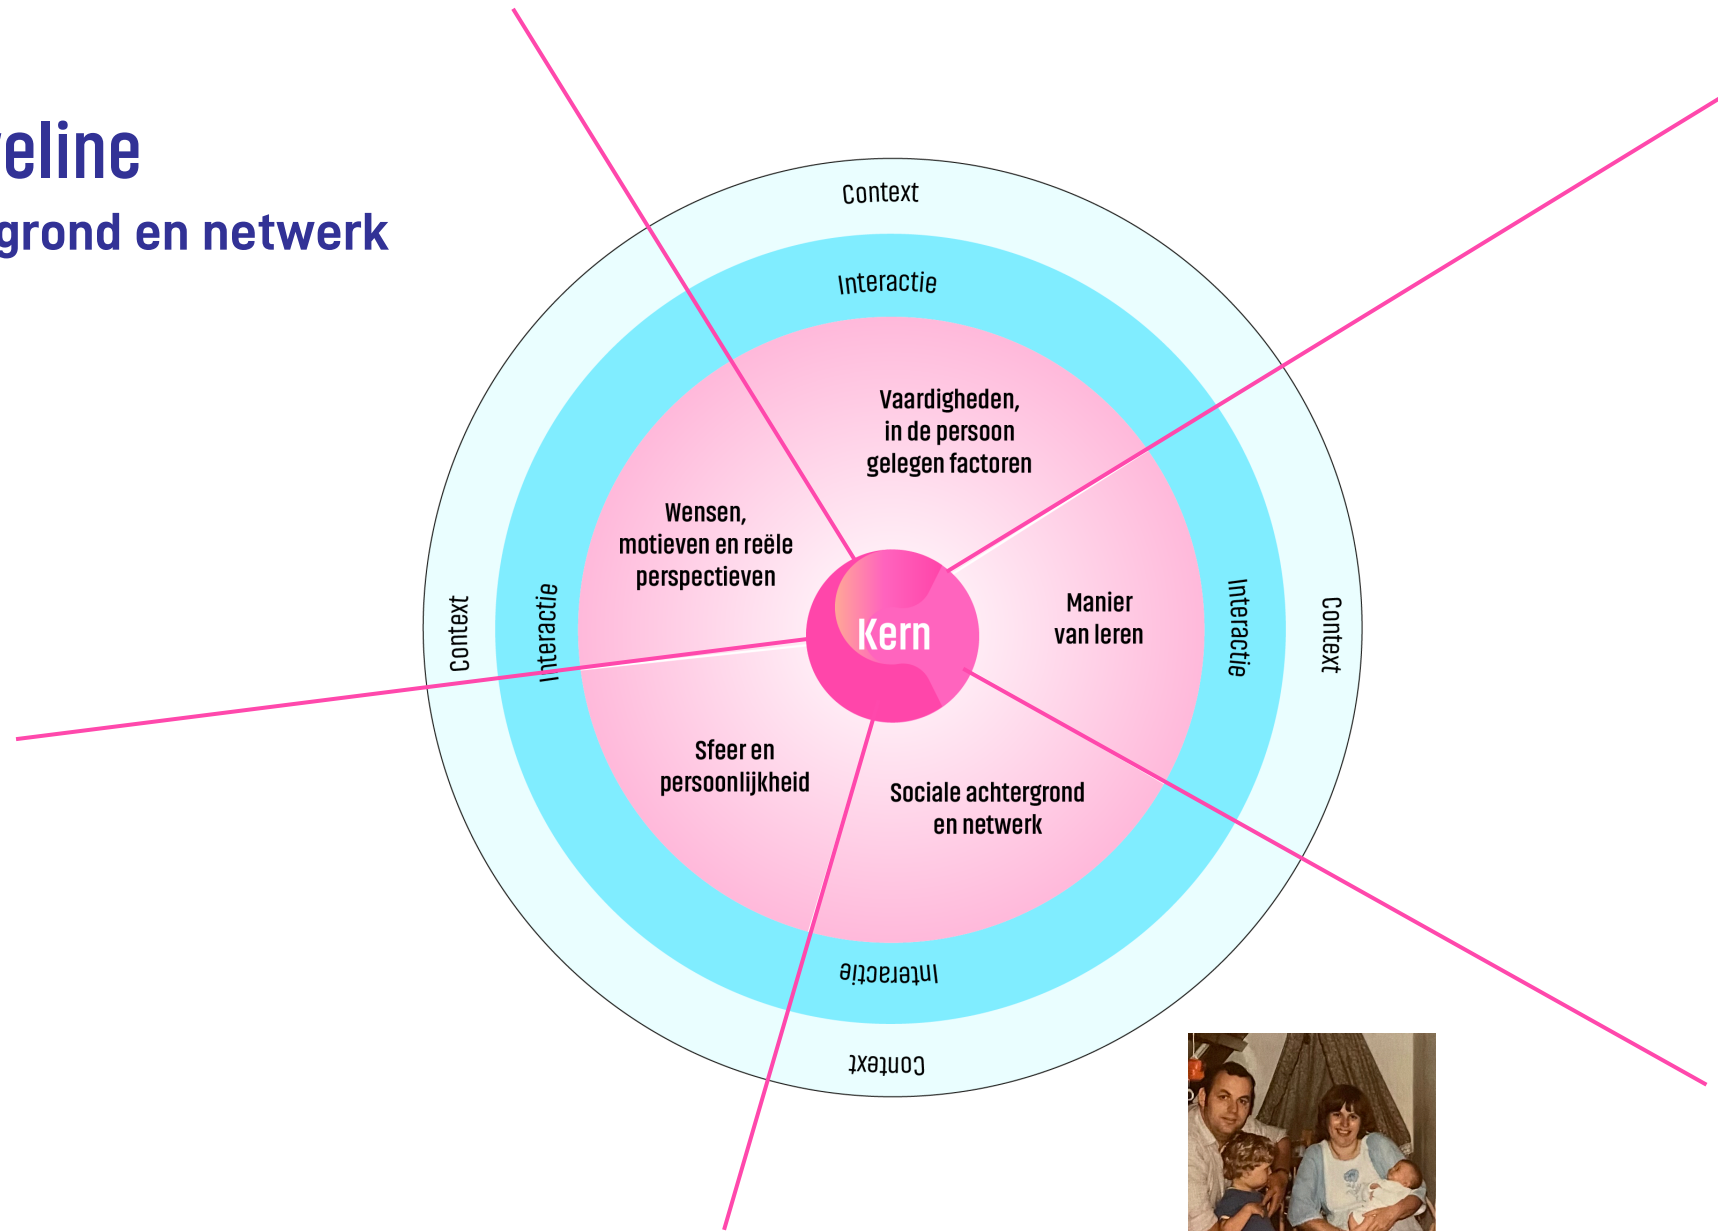 eline
grond en netwerk
Context
Interactie
Vaardigheden,
in de persoon
gelegen factoren
Wensen,
motieven en reële
perspectieven
Manier
van leren
Kern
Sfeer en
persoonlijkheid
Sociale achtergrond
en netwerk
Context
Interactie
Interactie
Context
Interactie
Context